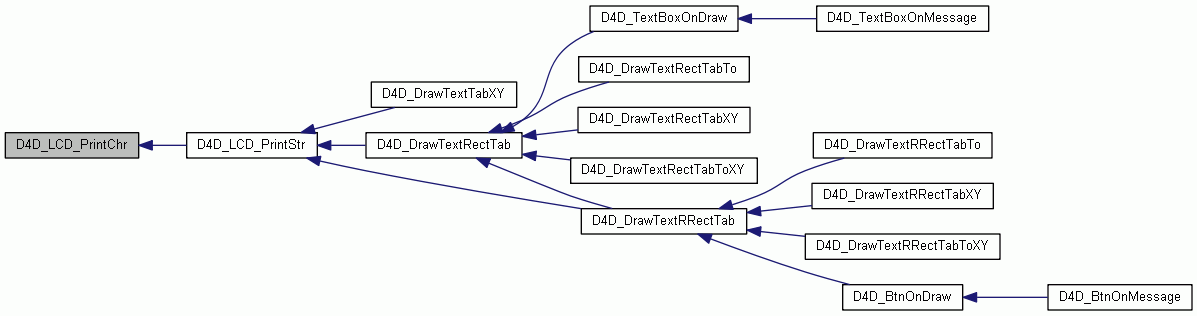 D4D_TextBoxOnDraw
D4D_TextBoxOnMessage
D4D_DrawTextRectTabTo
D4D_DrawTextTabXY
D4D_DrawTextRectTabXY
D4D_LCD_PrintChr
D4D_LCD_PrintStr
D4D_DrawTextRectTab
D4D_DrawTextRRectTabTo
D4D_DrawTextRectTabToXY
D4D_DrawTextRRectTabXY
D4D_DrawTextRRectTab
D4D_DrawTextRRectTabToXY
D4D_BtnOnDraw
D4D_BtnOnMessage